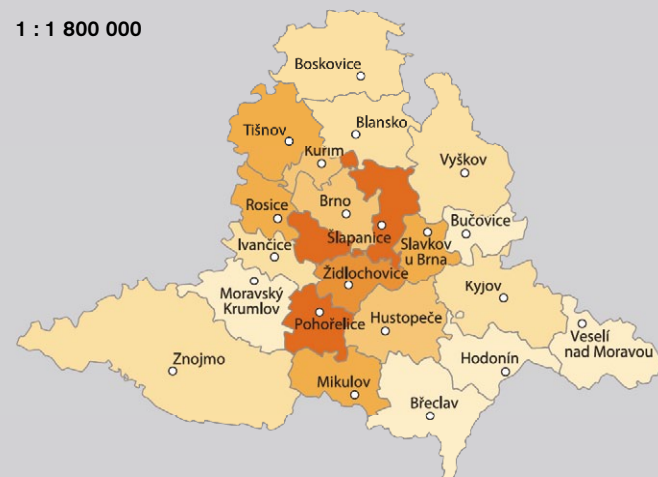 1 : 1 800 000
Boskovice
Blansko
Tišnov
Kuřim
Vyškov
Brno
Rosice
Bučovice
Šlapanice
Slavkov
u Brna
Ivančice
Židlochovice
Moravský
Krumlov
Kyjov
Pohořelice
Hustopeče
Veselí
nad Moravou
Znojmo
Hodonín
Mikulov
Břeclav